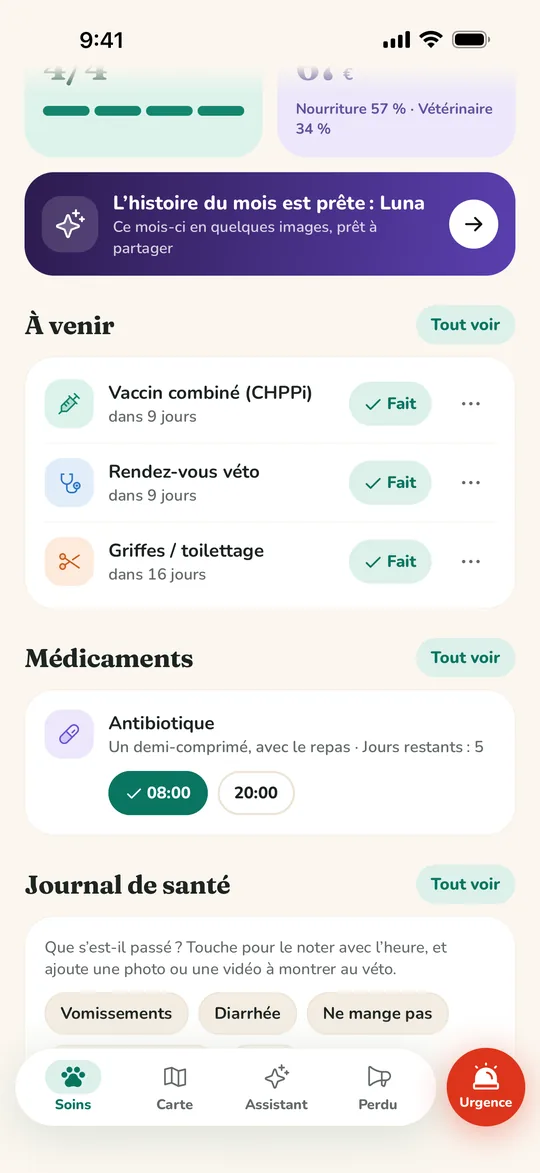 9:41
4/4
67 €
Nourriture 57 % · Vétérinaire
34 %
L’histoire du mois est prête : Luna
Ce mois-ci en quelques images, prêt à
partager
À venir
Tout voir
Vaccin combiné (CHPPi)
dans 9 jours
Fait
Rendez-vous véto
dans 9 jours
Fait
Griffes / toilettage
dans 16 jours
Fait
Médicaments
Tout voir
Antibiotique
Un demi-comprimé, avec le repas · Jours restants : 5
08:00
20:00
Journal de santé
Tout voir
Que s’est-il passé ? Touche pour le noter avec l’heure, et
ajoute une photo ou une vidéo à montrer au véto.
Vomissements
Diarrhée
Ne mange pas
Soins
Carte
Assistant
Perdu
Urgence